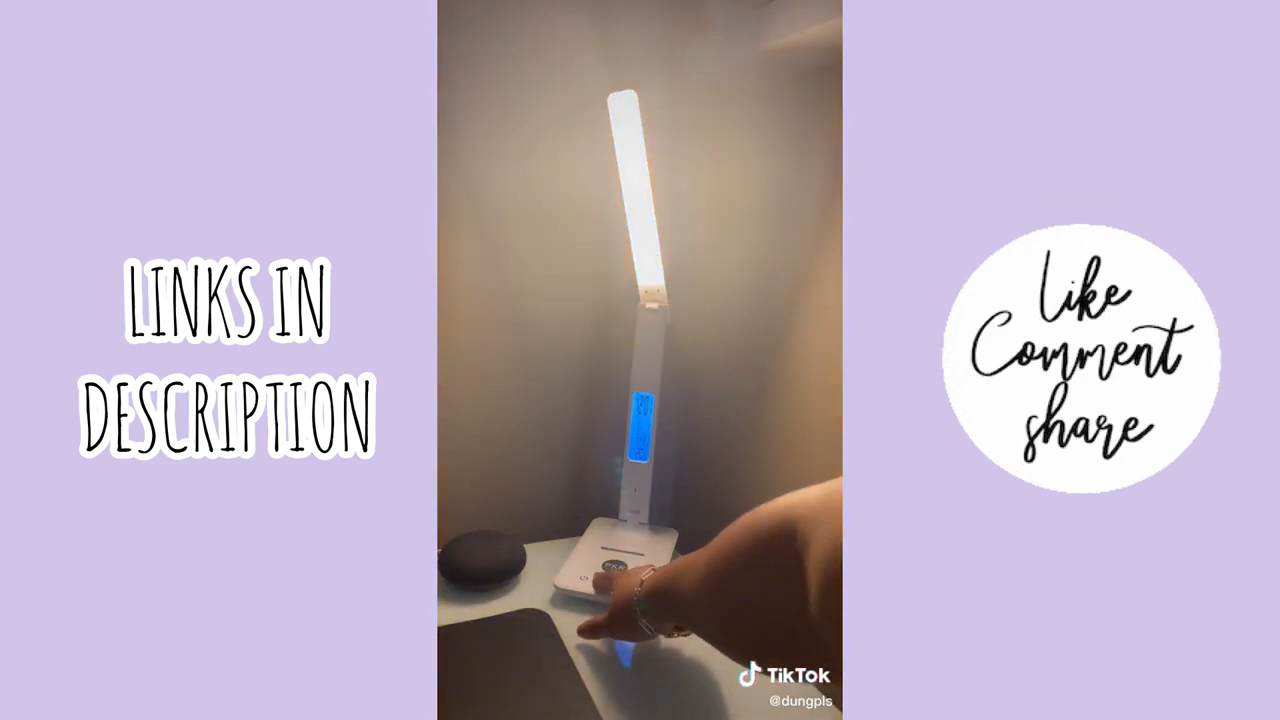 LINKS IN
DESCRIPTION
Like
Comment
share
TikTok
@dungpls